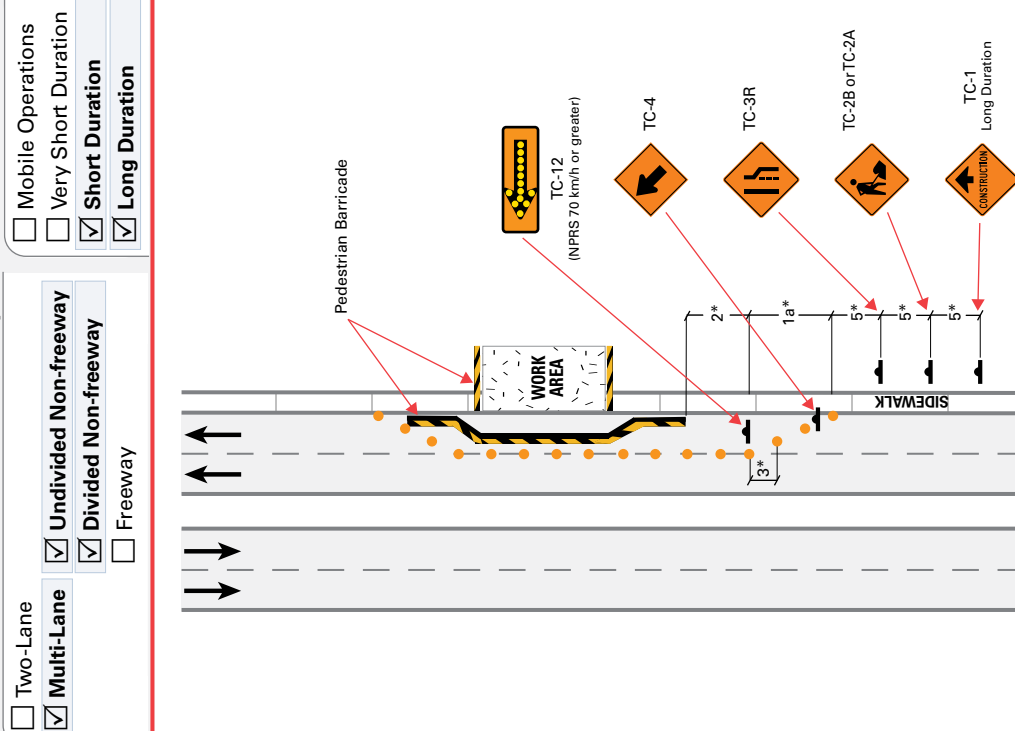 Two-Lane
Multi-Lane
Undivided Non-freeway
Divided Non-freeway
Freeway
Mobile Operations
Very Short Duration
Short Duration
Long Duration
Pedestrian Barricade
TC-12
(NPRS 70 km/h or greater)
TC-4
TC-3R
TC-2B or TC-2A
TC-1
Long Duration
CONSTRUCTION
WORK
AREA
SIDEWALK
2*
1a*
3*
5*
5*
5*